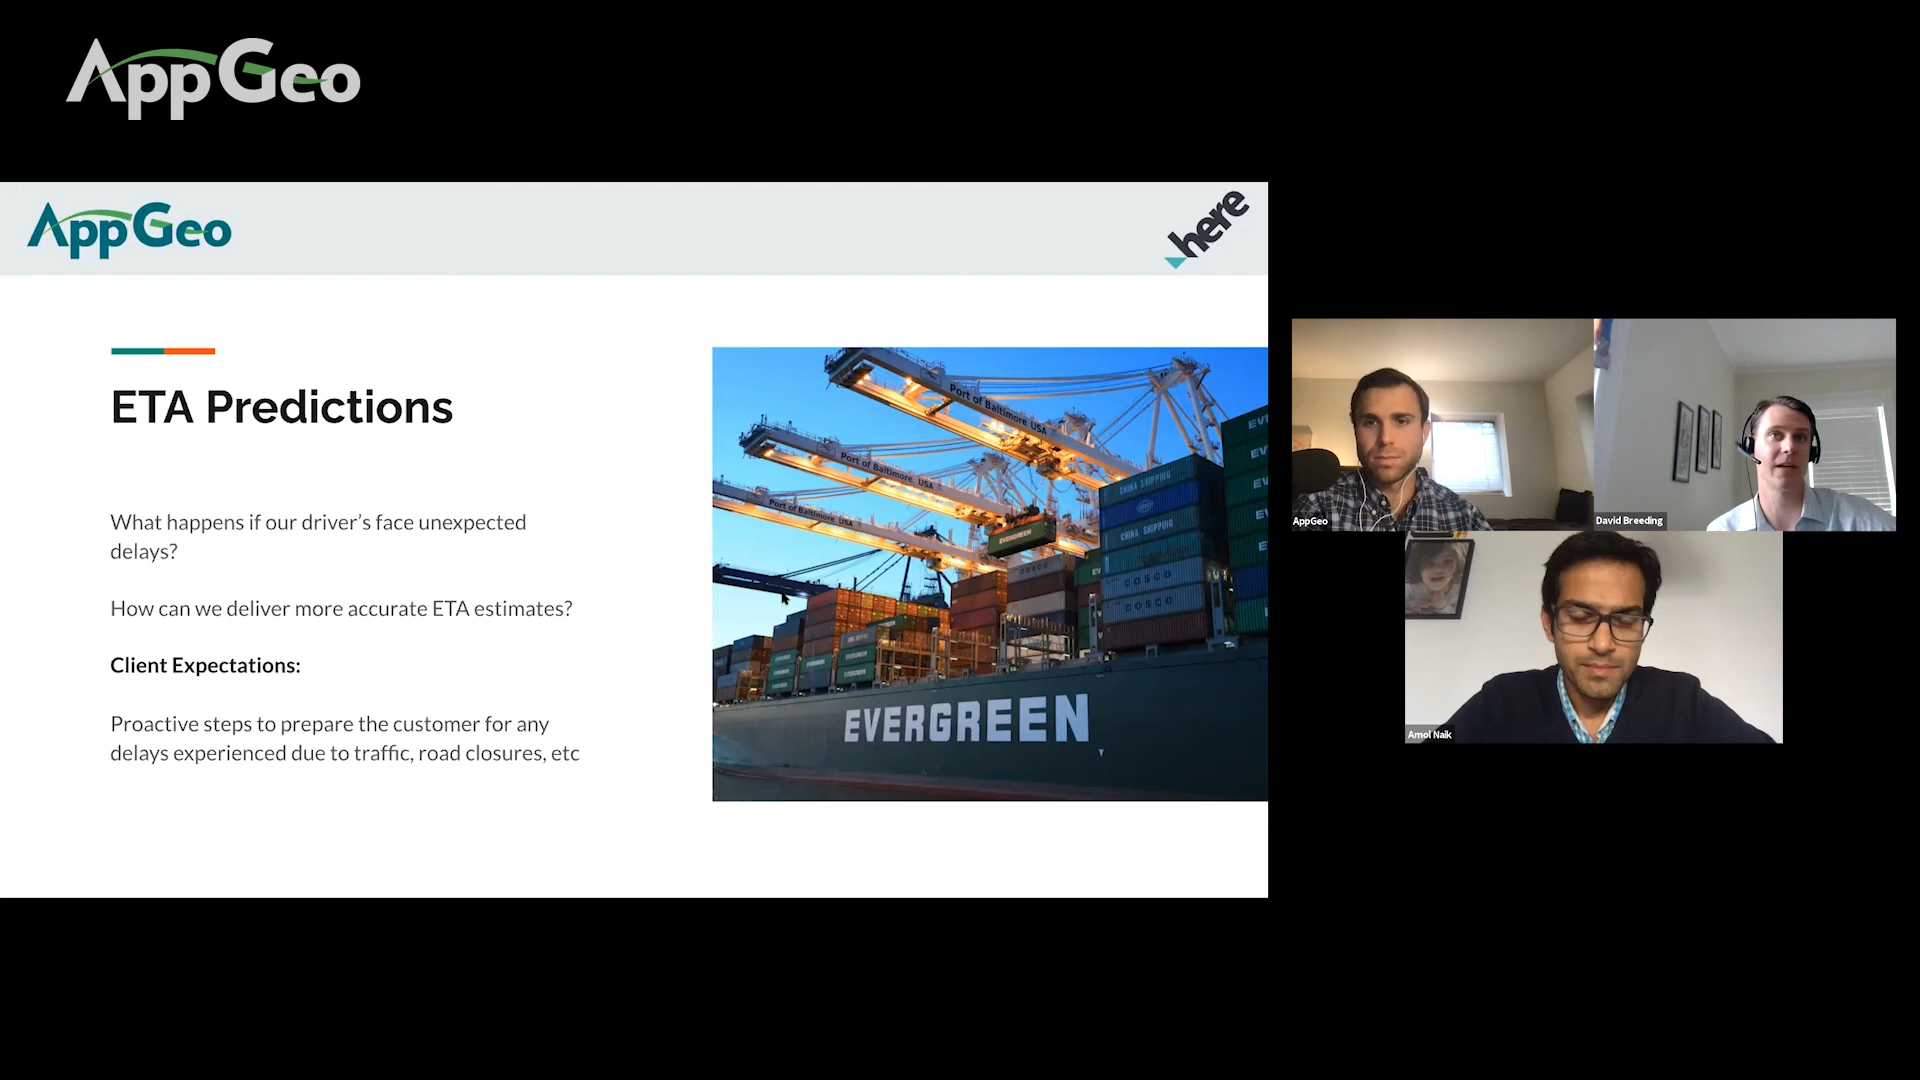 AppGeo
AppGeo
here
ETA Predictions
What happens if our driver's face unexpected
delays?
How can we deliver more accurate ETA estimates?
Client Expectations:
Proactive steps to prepare the customer for any
delays experienced due to traffic, road closures, etc
Port of Baltimore USA
Port of Baltimore USA
Port of Baltimore USA
EVERGREEN
CHINA SHIPPING
CHINA SHIPPING
COSCO
COSCO
COSCO
EVERGREEN
AppGeo
David Breeding
Amol Naik